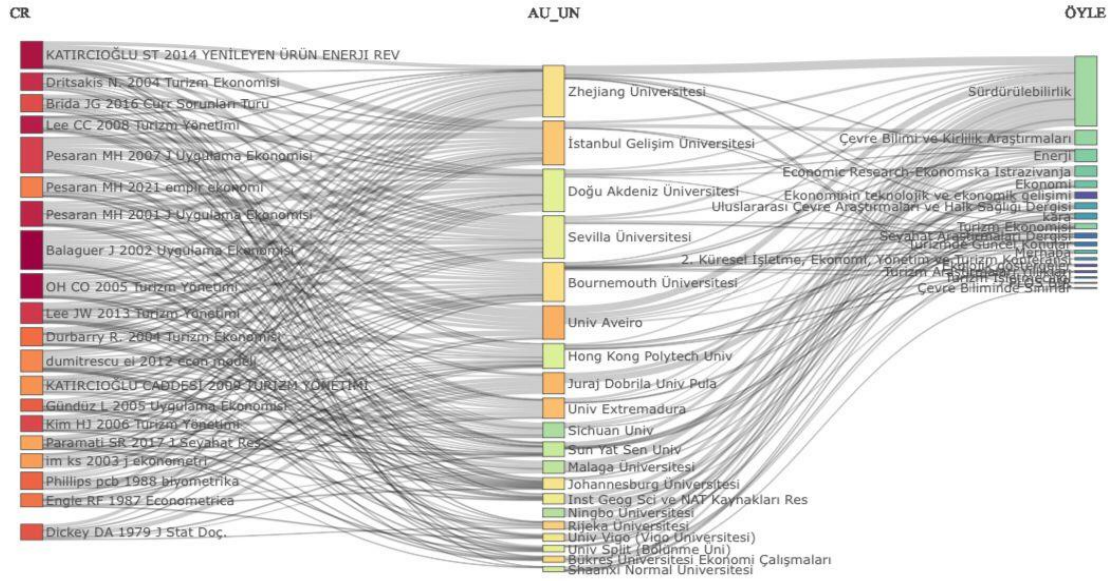 CR
AU_UN
ÖYLE
KATIRCIOĞLU ST 2014 YENİLEYEN ÜRÜN ENERJI REV
Dritsakis N. 2004 Turizm Ekonomisi
Brida JG 2016 Curr Sorunları Turu
Lee CC 2008 Turizm Yönetimi
Pesaran MH 2007 J Uygulama Ekonomisi
Pesaran MH 2021 empir ekonomi
Pesaran MH 2001 J Uygulama Ekonomisi
Balaguer J 2002 Uygulama Ekonomisi
OH CO 2005 Turizm Yönetimi
Lee JW 2013 Turizm Yönetimi
Durbarry R. 2004 Turizm Ekonomisi
dumitrescu ei 2012 econ modeli
KATIRCIOĞLU CADDESİ 2009 TURİZM YÖNETİMİ
Gündüz L 2005 Uygulama Ekonomisi
Kim HJ 2006 Turizm Yönetimi
Paramati SR 2017 J Seyahat Res
im ks 2003 j ekonometri
Phillips pcb 1988 biyometrika
Engle RF 1987 Econometrica
Dickey DA 1979 J Stat Doç.
Zhejiang Üniversitesi
İstanbul Gelişim Üniversitesi
Doğu Akdeniz Üniversitesi
Sevilla Üniversitesi
Bournemouth Üniversitesi
Univ Aveiro
Hong Kong Polytech Univ
Juraj Dobrila Univ Pula
Univ Extremadura
Sichuan Univ
Sun Yat Sen Univ
Malaga Üniversitesi
Johannesburg Üniversitesi
Inst Geog Sci ve NAT Kaynakları Res
Ningbo Üniversitesi
Rijeka Üniversitesi
Univ Vigo (Vigo Üniversitesi)
Univ Split (Bölünme Üni)
Bükreş Üniversitesi Ekonomi Çalışmaları
Shaanxi Normal Üniversitesi
Sürdürülebilirlik
Çevre Bilimi ve Kirlilik Araştırmaları
Enerji
Economic Research-Ekonomska Istrazivanja
Ekonomi
Ekonominin teknolojik ve ekonomik gelişimi
Uluslararası Çevre Araştırmaları ve Halk Sağlığı Dergisi
kara
Turizm Ekonomisi
Seyahat Araştırmaları Dergisi
Turizmde Güncel Konular
Merhaba
2. Küresel İşletme, Ekonomi, Yönetim ve Turizm Konferansı
Çevre Biliminde Sınırlar